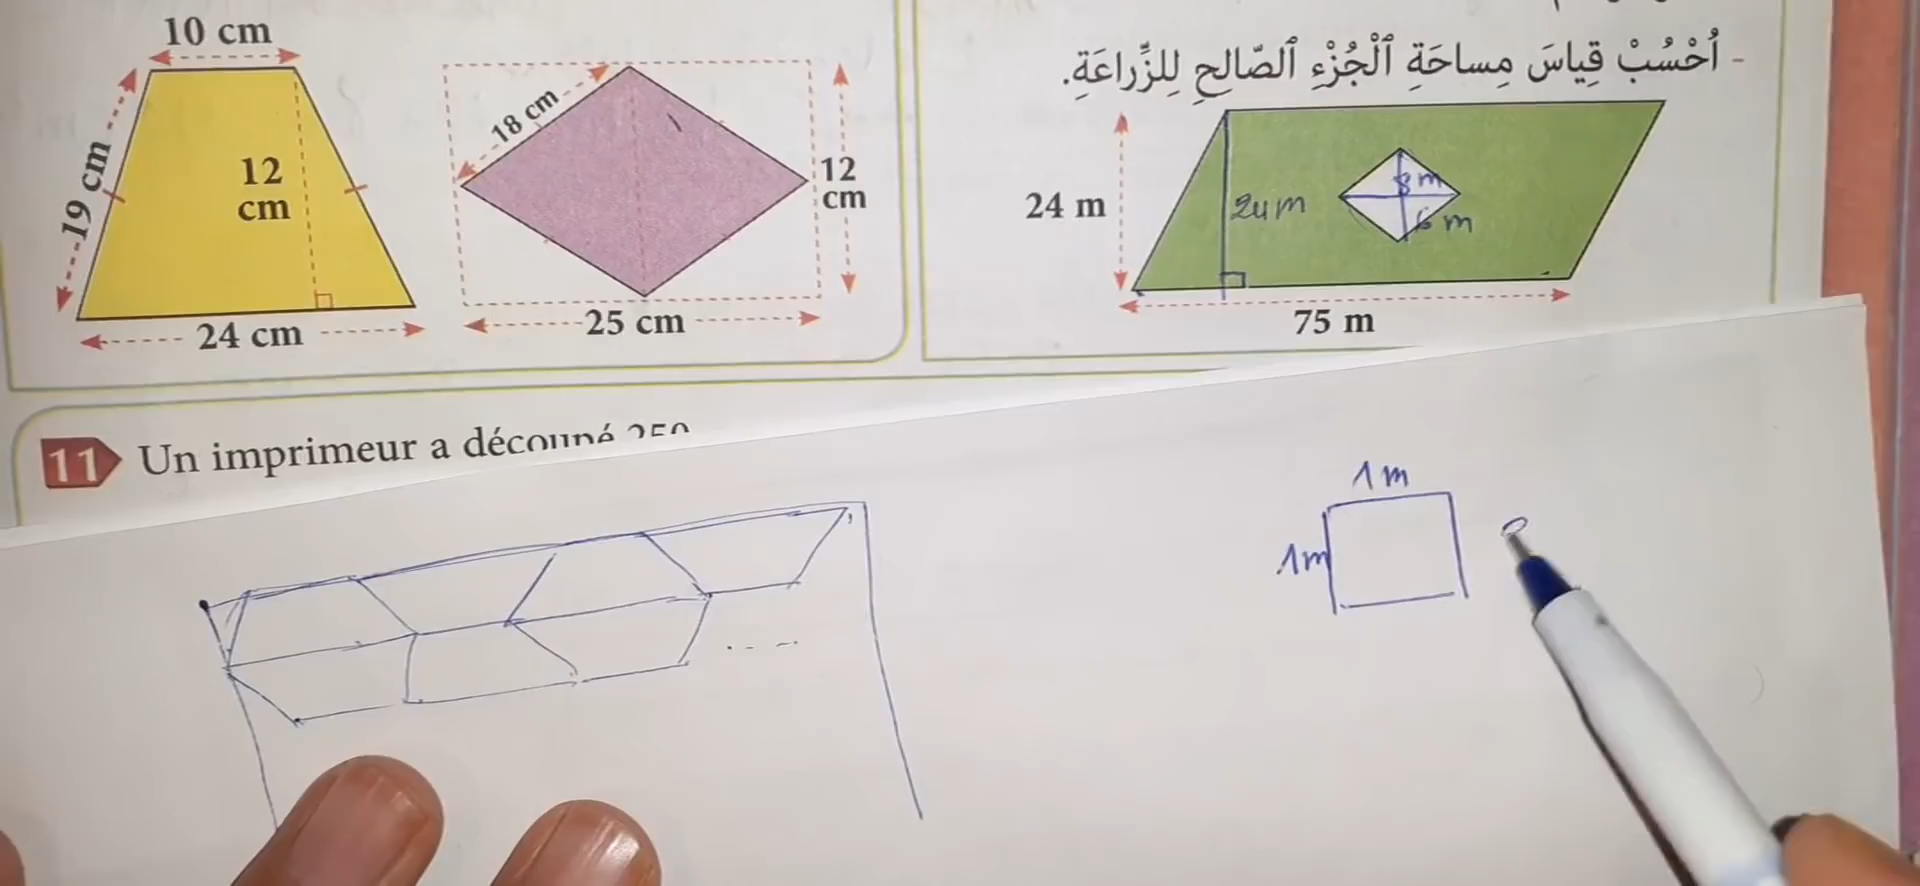 10 cm
19 cm
12
cm
24 cm
18 cm
12
cm
25 cm
- أُحْسُبْ قِياسَ مِساحَةِ ٱلْجُزْءِ ٱلصّالِحِ لِلزِّراعَةِ.
24 m
24 m
8 m
6 m
75 m
11 Un imprimeur a découpé 250
1 m
1 m